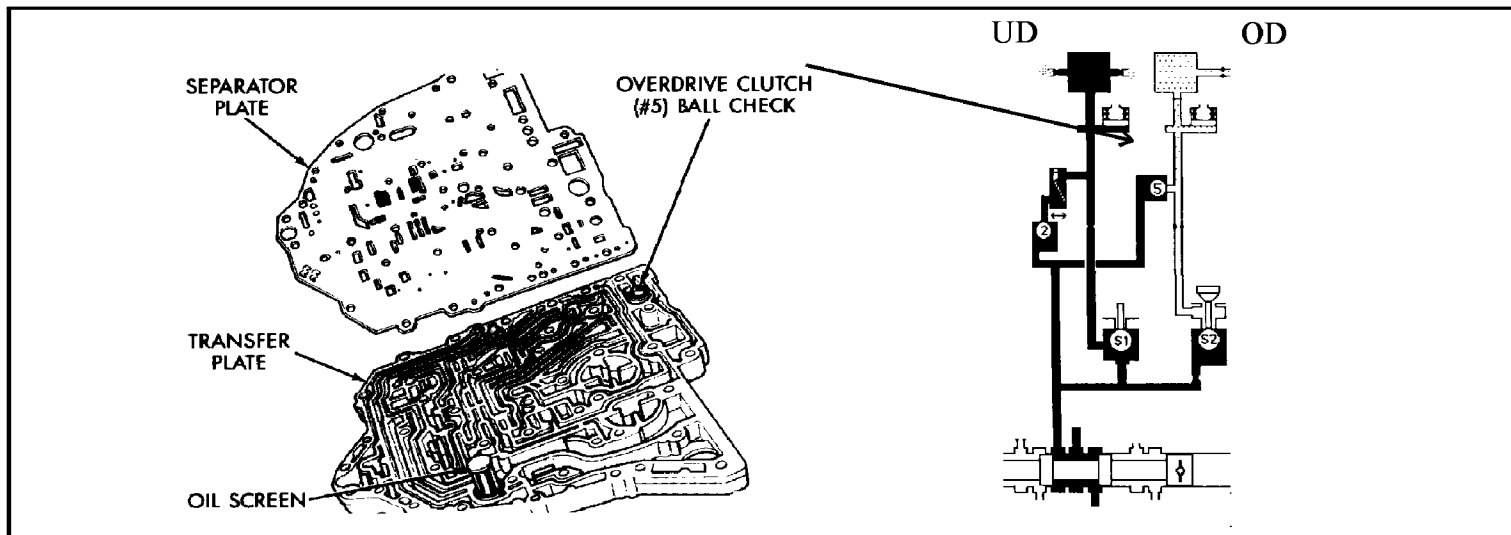 UD
OD
SEPARATOR
PLATE
OVERDRIVE CLUTCH
(#5) BALL CHECK
5
2
TRANSFER
PLATE
S1
S2
OIL SCREEN